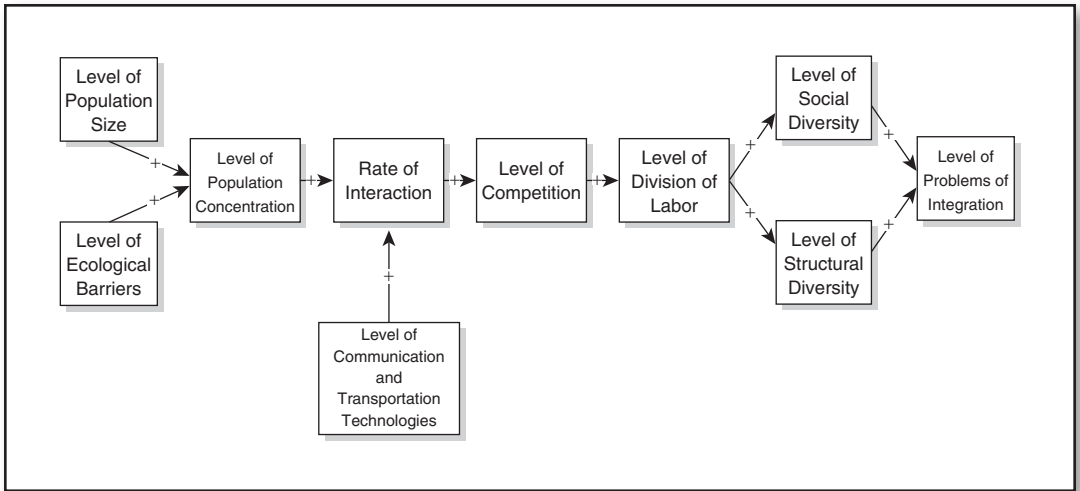 Level of
Population
Size
+
Level of
Ecological
Barriers
+
Level of
Population
Concentration
+
Rate of
Interaction
+
Level of
Communication
and
Transportation
Technologies
+
Level of
Competition
+
Level of
Division of
Labor
+
Level of
Social
Diversity
+
+
Level of
Structural
Diversity
+
Level of
Problems of
Integration